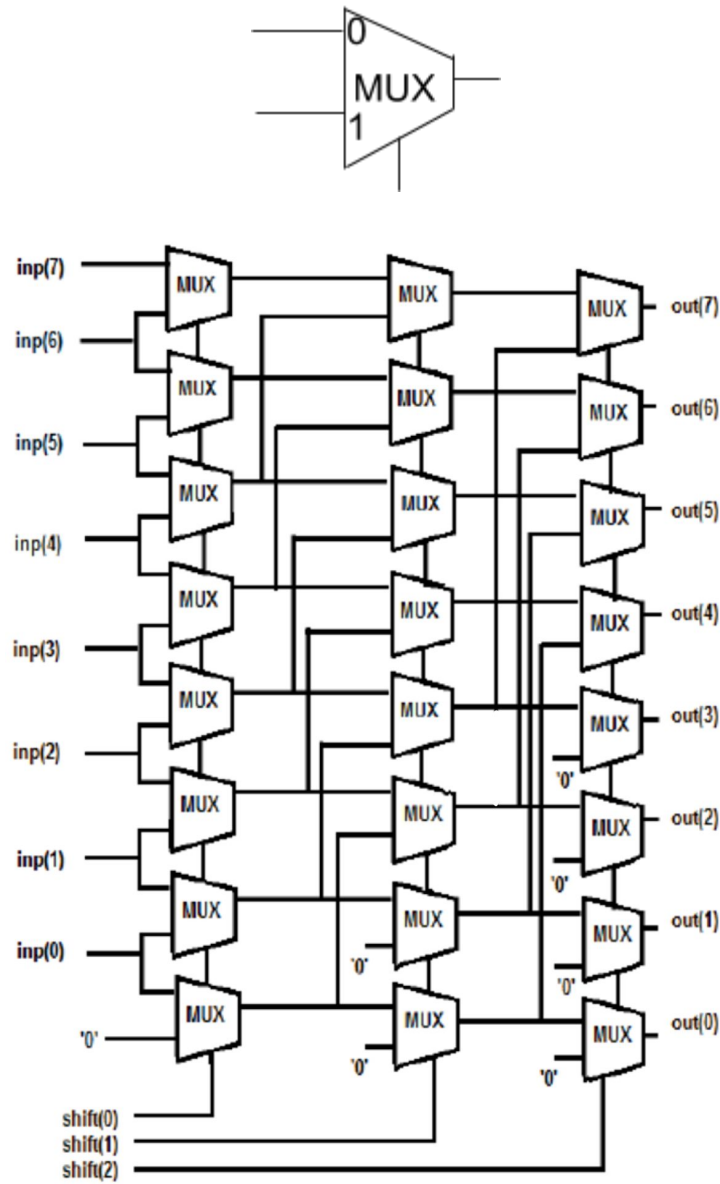 0
MUX
1
inp(7)
MUX
MUX
MUX
out(7)
inp(6)
MUX
MUX
MUX
out(6)
inp(5)
MUX
MUX
MUX
out(5)
inp(4)
MUX
MUX
MUX
out(4)
inp(3)
MUX
MUX
MUX
out(3)
inp(2)
'0'
MUX
MUX
MUX
out(2)
inp(1)
'0'
MUX
MUX
MUX
out(1)
inp(0)
'0'
'0'
MUX
MUX
MUX
out(0)
'0'
'0'
'0'
shift(0)
shift(1)
shift(2)